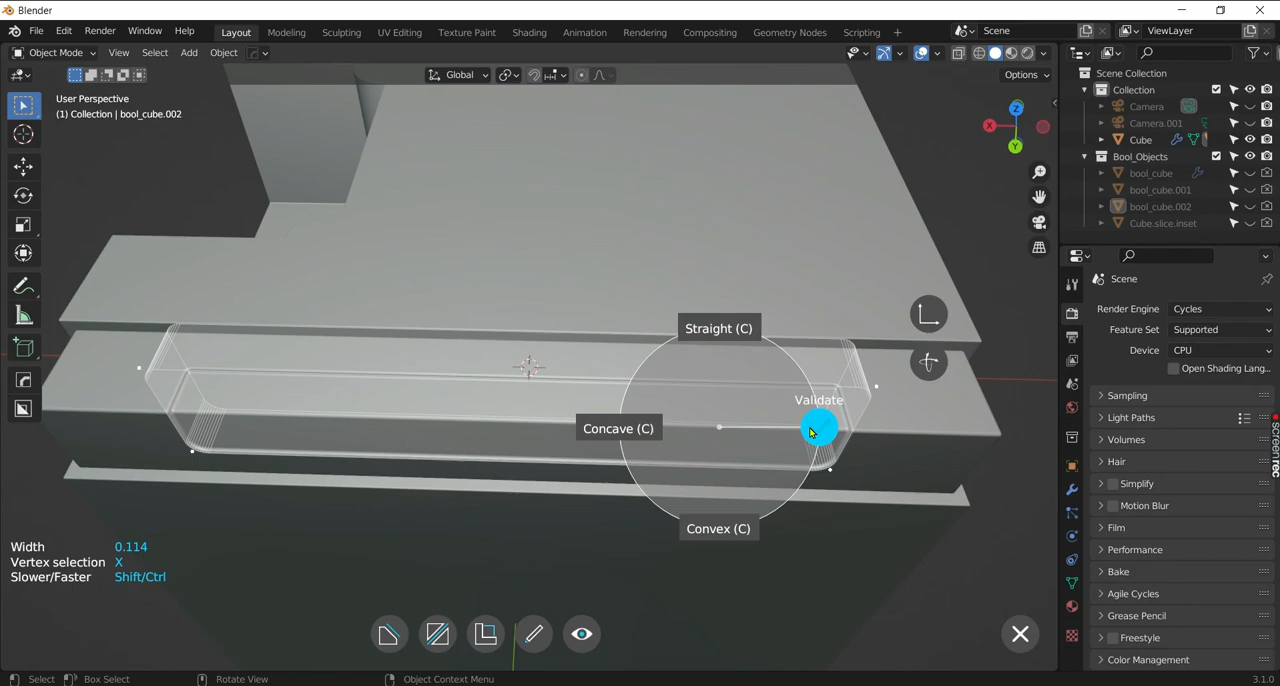 Blender
File Edit Render Window Help
Layout Modeling Sculpting UV Editing Texture Paint Shading Animation Rendering Compositing Geometry Nodes Scripting +
Scene
ViewLayer
Object Mode View Select Add Object
Global
Options
User Perspective
(1) Collection | bool_cube.002
X
Z
Y
Scene Collection
Collection
Camera
Camera.001
Cube
Bool_Objects
bool_cube
bool_cube.001
bool_cube.002
Cube.slice.inset
Scene
Render Engine Cycles
Feature Set Supported
Device CPU
Open Shading Lang...
Sampling
Light Paths
Volumes
Hair
Simplify
Motion Blur
Film
Performance
Bake
Agile Cycles
Grease Pencil
Freestyle
Color Management
screenrec
Straight (C)
Validate
Concave (C)
Convex (C)
Width 0.114
Vertex selection X
Slower/Faster Shift/Ctrl
Select Box Select Rotate View Object Context Menu
3.1.0